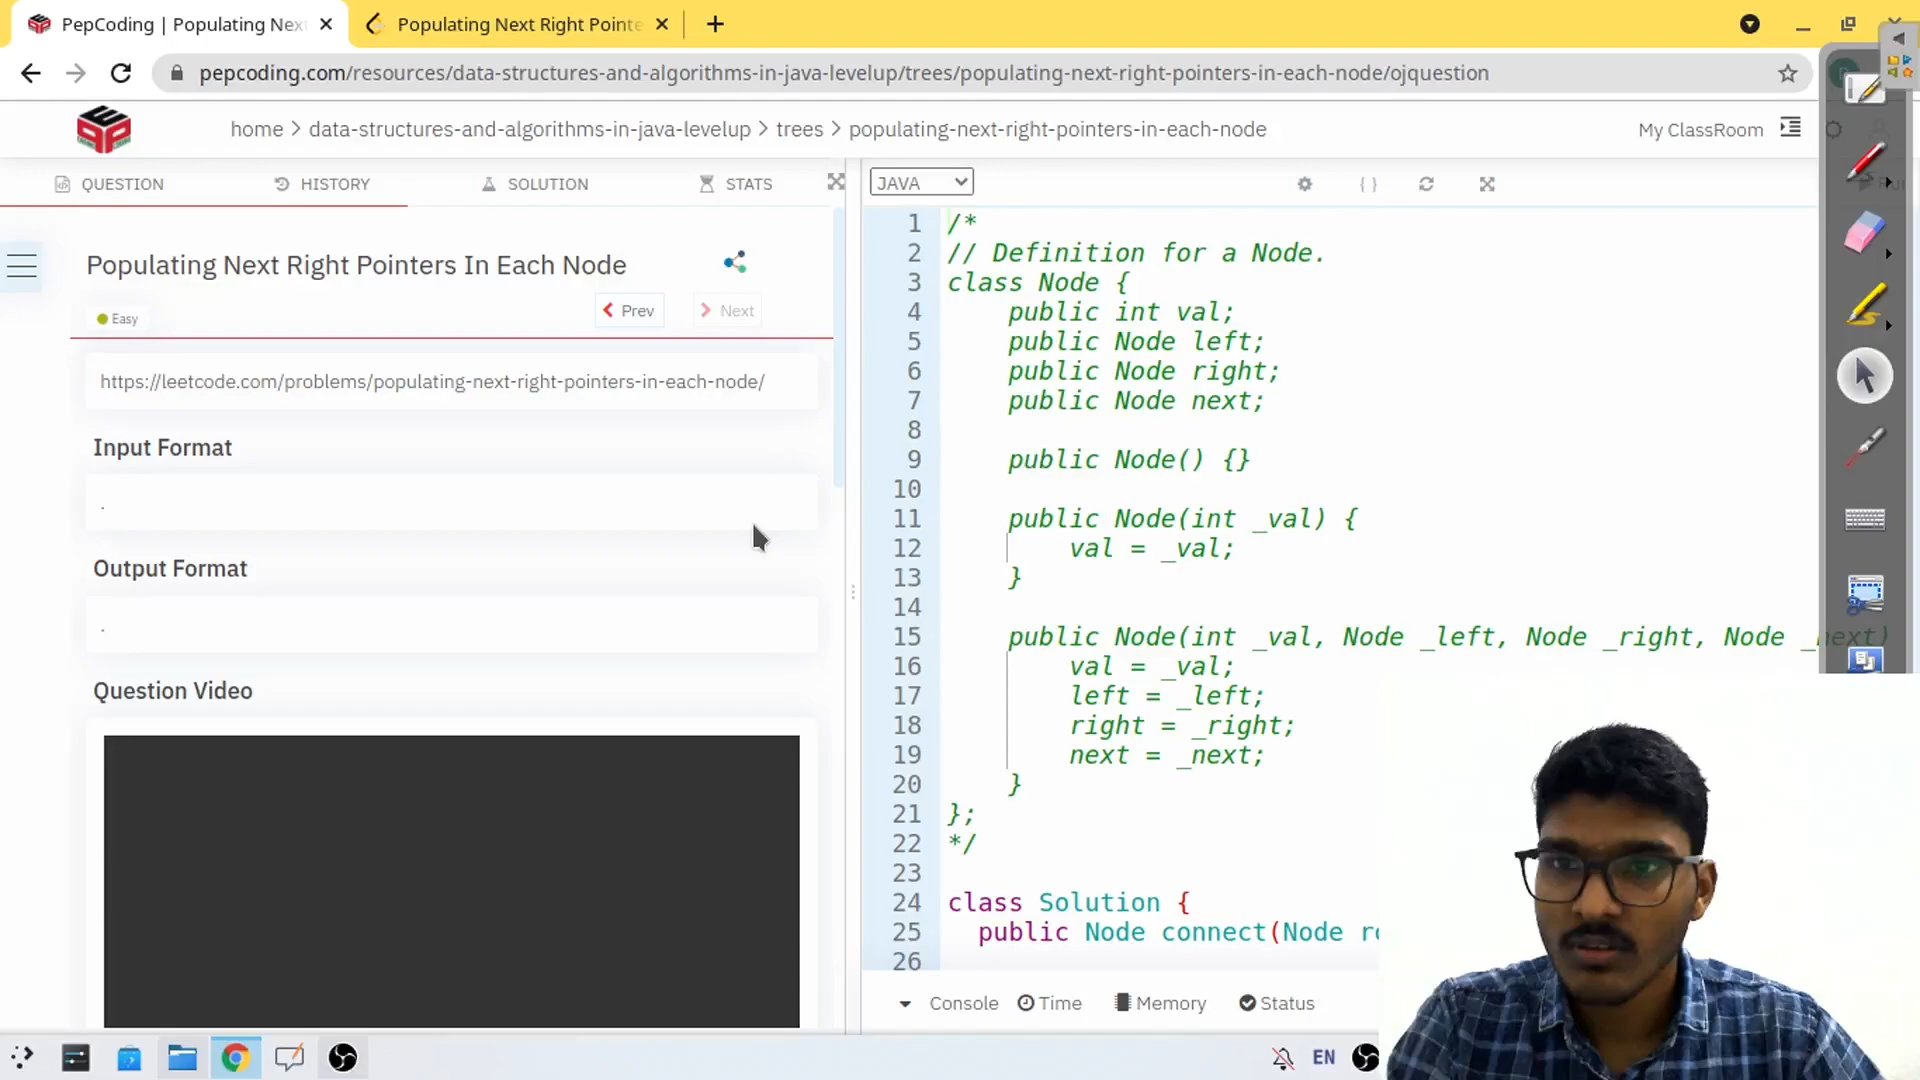 PepCoding | Populating Nex
Populating Next Right Pointe
pepcoding.com/resources/data-structures-and-algorithms-in-java-levelup/trees/populating-next-right-pointers-in-each-node/ojquestion
home > data-structures-and-algorithms-in-java-levelup > trees > populating-next-right-pointers-in-each-node
My ClassRoom
QUESTION
HISTORY
SOLUTION
STATS
Populating Next Right Pointers In Each Node
Easy
Prev
Next
https://leetcode.com/problems/populating-next-right-pointers-in-each-node/
Input Format
.
Output Format
.
Question Video
JAVA
1 /*
2 // Definition for a Node.
3 class Node {
4 public int val;
5 public Node left;
6 public Node right;
7 public Node next;
8
9 public Node() {}
10
11 public Node(int _val) {
12 val = _val;
13 }
14
15 public Node(int _val, Node _left, Node _right, Node _next)
16 val = _val;
17 left = _left;
18 right = _right;
19 next = _next;
20 }
21 };
22 */
23
24 class Solution {
25 public Node connect(Node ro
26
Console
Time
Memory
Status
EN